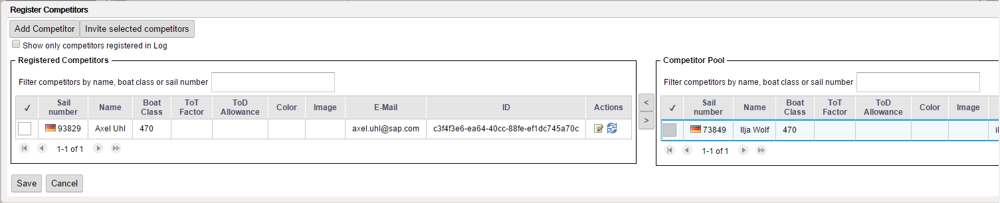 Register Competitors
Add Competitor Invite selected competitors
Show only competitors registered in Log
Registered Competitors
Filter competitors by name, boat class or sail number
✓ Sail number Name Boat Class ToT Factor ToD Allowance Color Image E-Mail ID Actions
93829 Axel Uhl 470 axel.uhl@sap.com c3f4f3e6-ea64-40cc-88fe-ef1dc745a70c
1-1 of 1
<
>
Competitor Pool
Filter competitors by name, boat class or sail number
✓ Sail number Name Boat Class ToT Factor ToD Allowance Color Image
73849 Ilja Wolf 470
1-1 of 1
Save Cancel